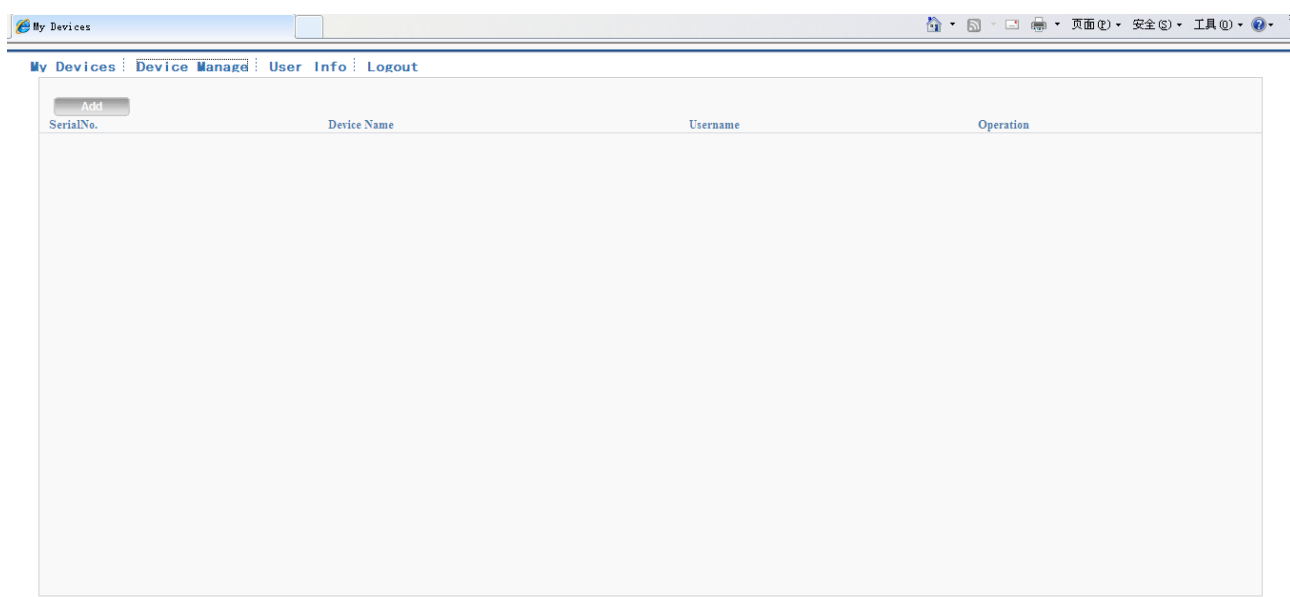 My Devices 页面(P) 安全(S) 工具(O)
My Devices Device Manage User Info Logout
Add
SerialNo. Device Name Username Operation